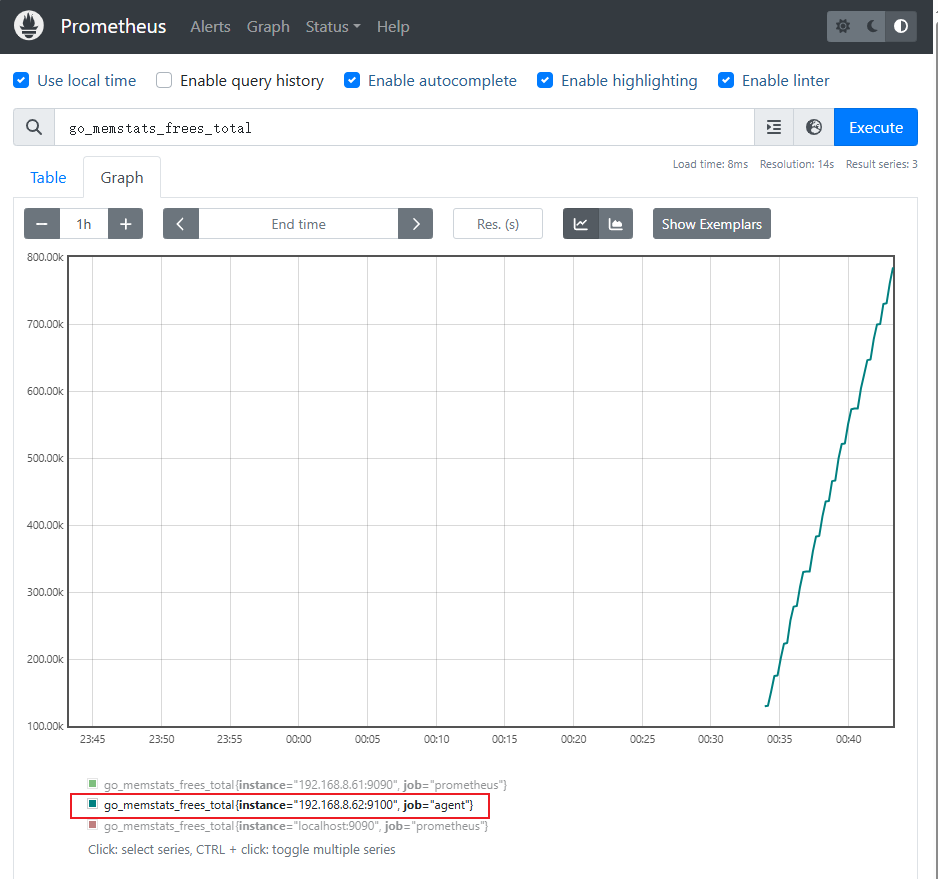 Prometheus Alerts Graph Status Help
Use local time Enable query history Enable autocomplete Enable highlighting Enable linter
go_memstats_frees_total Execute
Load time: 8ms Resolution: 14s Result series: 3
Table Graph
− 1h + End time Res. (s) Show Exemplars
800.00k
700.00k
600.00k
500.00k
400.00k
300.00k
200.00k
100.00k
23:45 23:50 23:55 00:00 00:05 00:10 00:15 00:20 00:25 00:30 00:35 00:40
go_memstats_frees_total{instance="192.168.8.61:9090", job="prometheus"}
go_memstats_frees_total{instance="192.168.8.62:9100", job="agent"}
go_memstats_frees_total{instance="localhost:9090", job="prometheus"}
Click: select series, CTRL + click: toggle multiple series